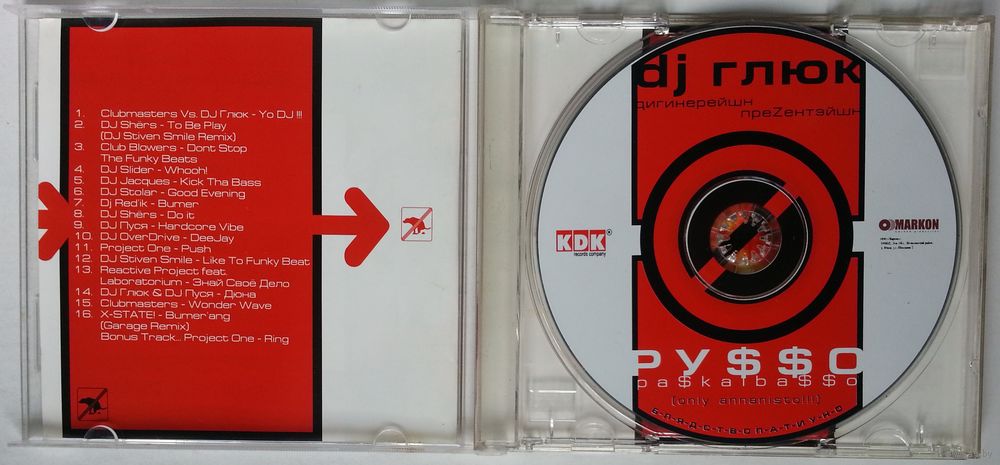 1. Clubmasters Vs. DJ Глюк - Yo DJ !!!
2. DJ Shërs - To Be Play
(DJ Stiven Smile Remix)
3. Club Blowers - Dont Stop
The Funky Beats
4. DJ Slider - Whooh!
5. DJ Jacques - Kick Tha Bass
6. DJ Stolar - Good Evening
7. Dj Red'ik - Bumer
8. DJ Shërs - Do it
9. DJ Пуся - Hardcore Vibe
10. DJ OverDrive - DeeJay
11. Project One - Push
12. DJ Stiven Smile - Like To Funky Beat
13. Reactive Project feat.
Laboratorium - Знай Своё Дело
14. DJ Глюк & DJ Пуся - Дюна
15. Clubmasters - Wonder Wave
16. X-STATE! - Bumer'ang
(Garage Remix)
Bonus Track... Project One - Ring
dj глюк
дигинерейшн
преZентэйшн
KDK
records company
MARKON
РУ$$О
pa$kalba$$o
(only annenisto!!!)